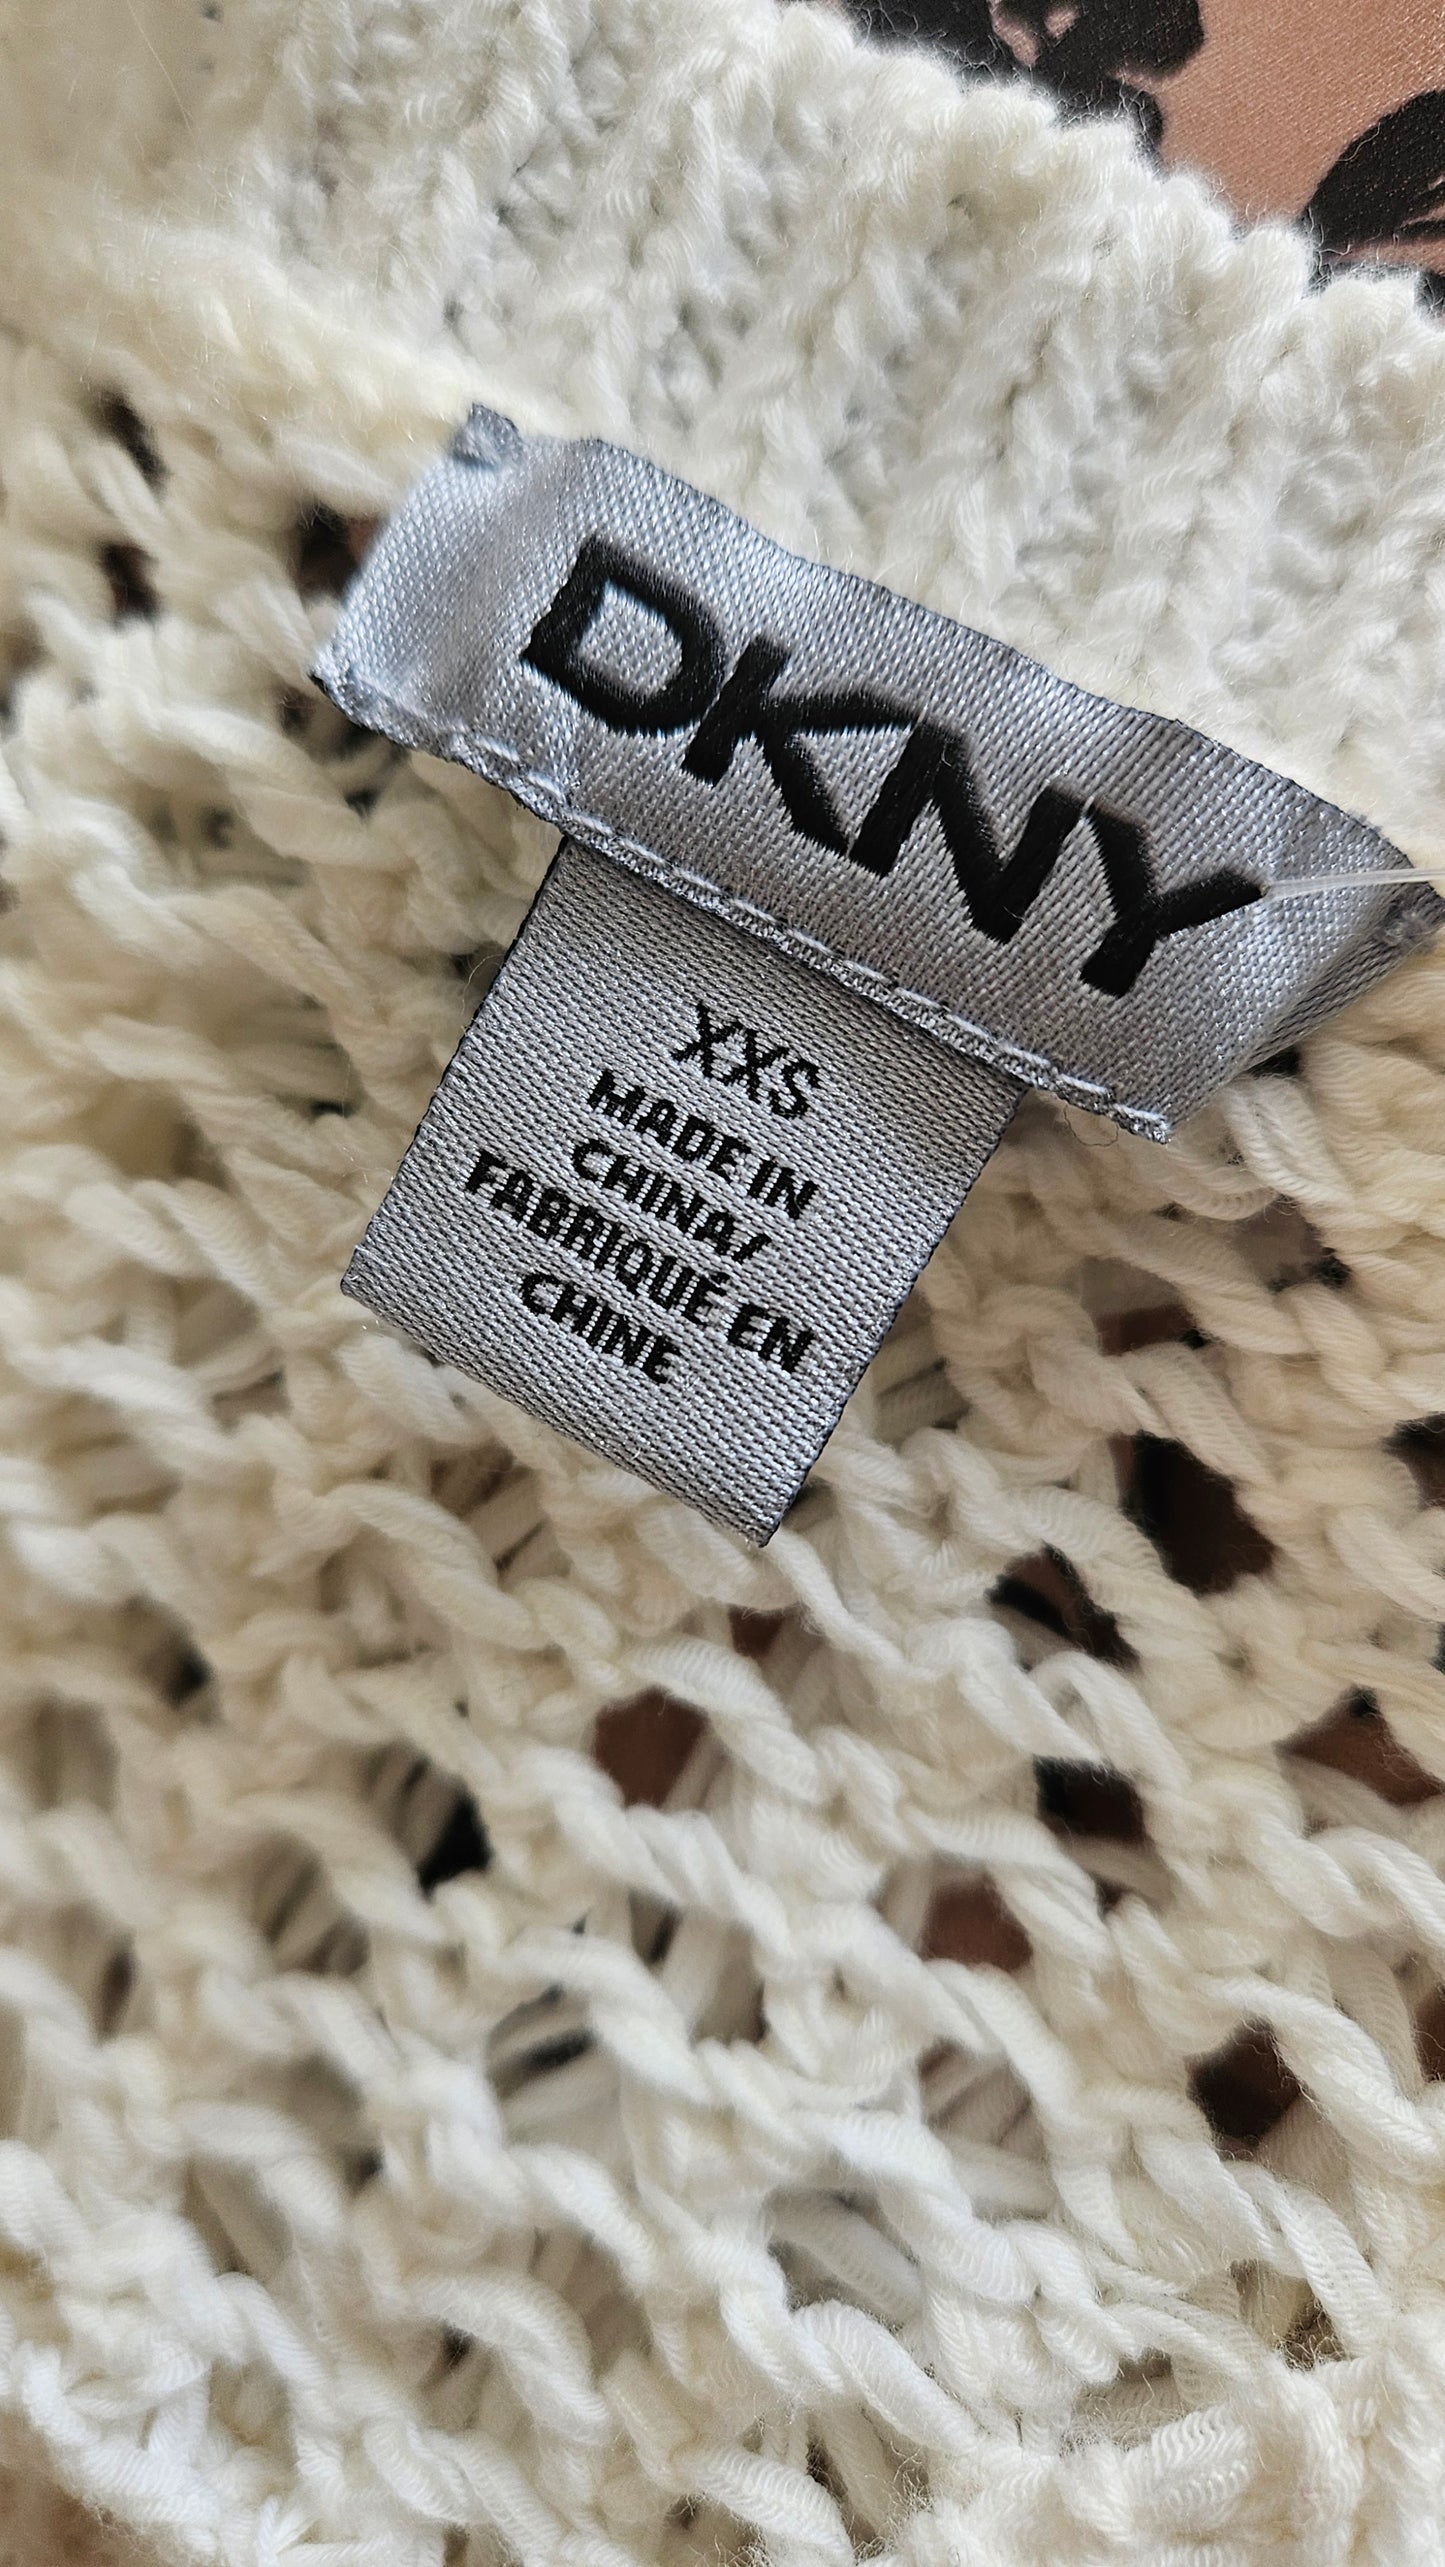 DKNY
XXS
MADE IN
CHINA/
FABRIQUÉ EN
CHINE